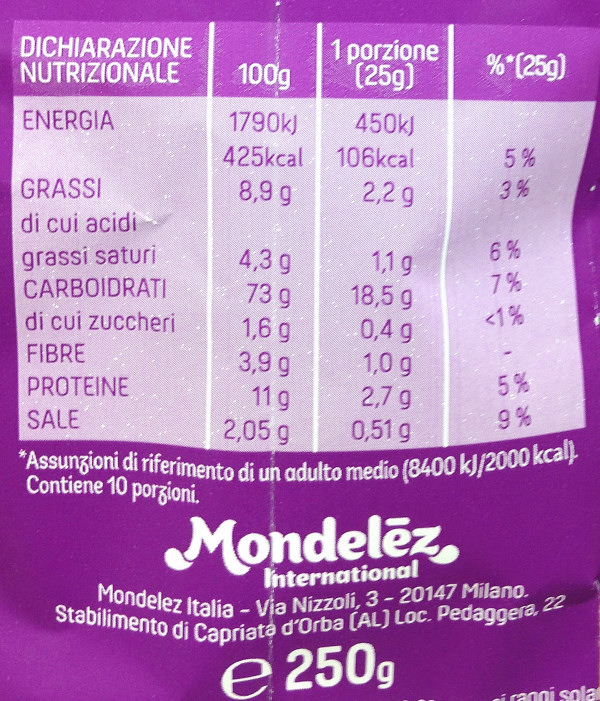 DICHIARAZIONE
NUTRIZIONALE 100g 1 porzione (25g) %*(25g)
ENERGIA 1790kJ 450kJ
425kcal 106kcal 5 %
GRASSI 8,9 g 2,2 g 3 %
di cui acidi
grassi saturi 4,3 g 1,1 g 6 %
CARBOIDRATI 73 g 18,5 g 7 %
di cui zuccheri 1,6 g 0,4 g <1 %
FIBRE 3,9 g 1,0 g -
PROTEINE 11 g 2,7 g 5 %
SALE 2,05 g 0,51 g 9 %
*Assunzioni di riferimento di un adulto medio (8400 kJ/2000 kcal).
Contiene 10 porzioni.
Mondelēz
International
Mondelez Italia - Via Nizzoli, 3 - 20147 Milano.
Stabilimento di Capriata d'Orba (AL) Loc. Pedaggera, 22
e 250g